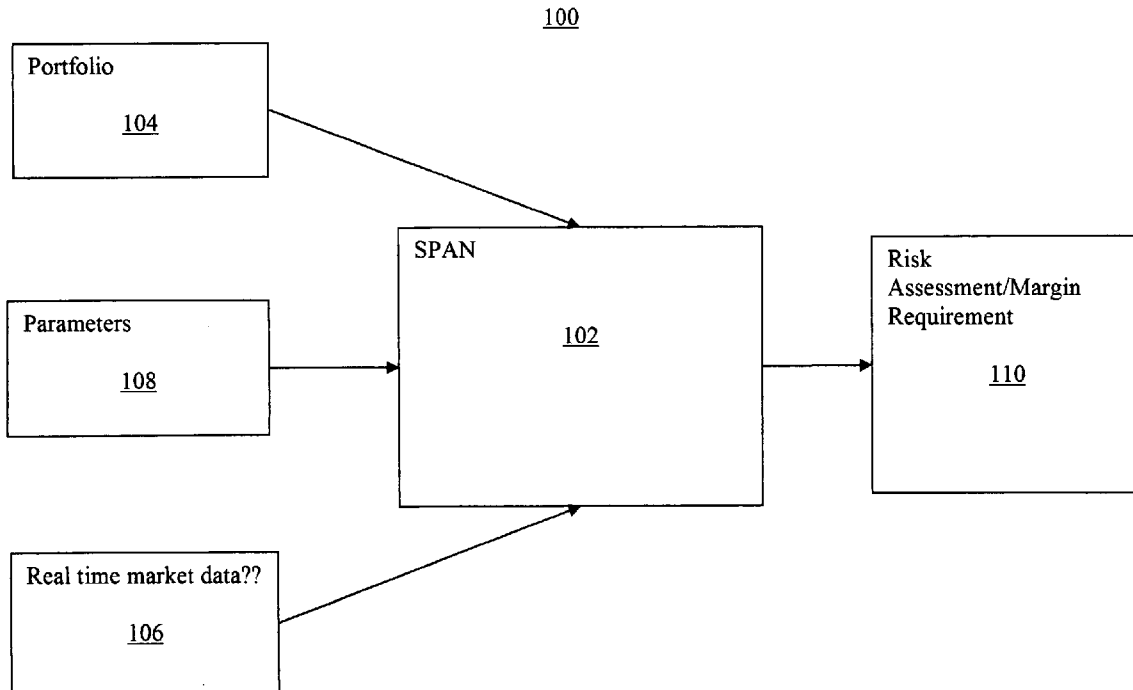 100
Portfolio
104
SPAN
102
Risk
Assessment/Margin
Requirement
110
Parameters
108
Real time market data??
106